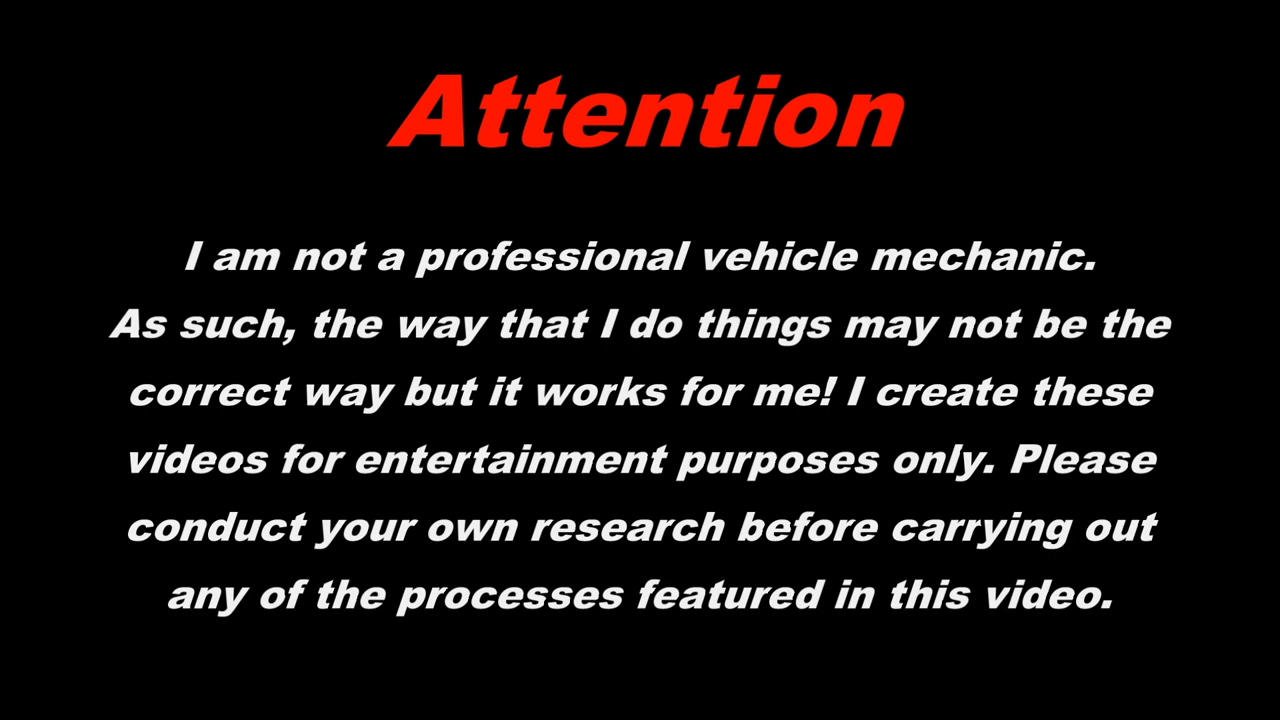 Attention
I am not a professional vehicle mechanic.
As such, the way that I do things may not be the
correct way but it works for me! I create these
videos for entertainment purposes only. Please
conduct your own research before carrying out
any of the processes featured in this video.